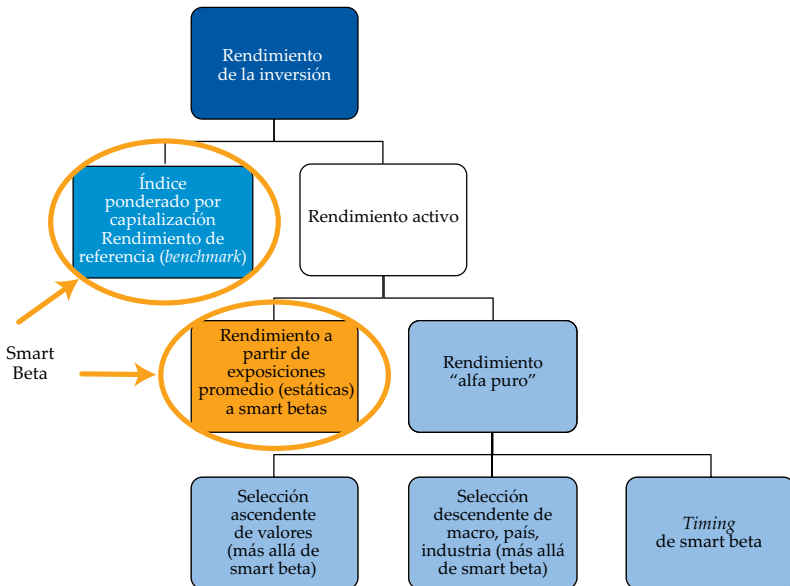 Rendimiento
de la inversión
Índice
ponderado por
capitalización
Rendimiento de
referencia (benchmark)
Rendimiento activo
Smart
Beta
Rendimiento a
partir de
exposiciones
promedio (estáticas)
a smart betas
Rendimiento
“alfa puro”
Selección
ascendente
de valores
(más allá de
smart beta)
Selección
descendente de
macro, país,
industria (más allá
de smart beta)
Timing
de smart beta